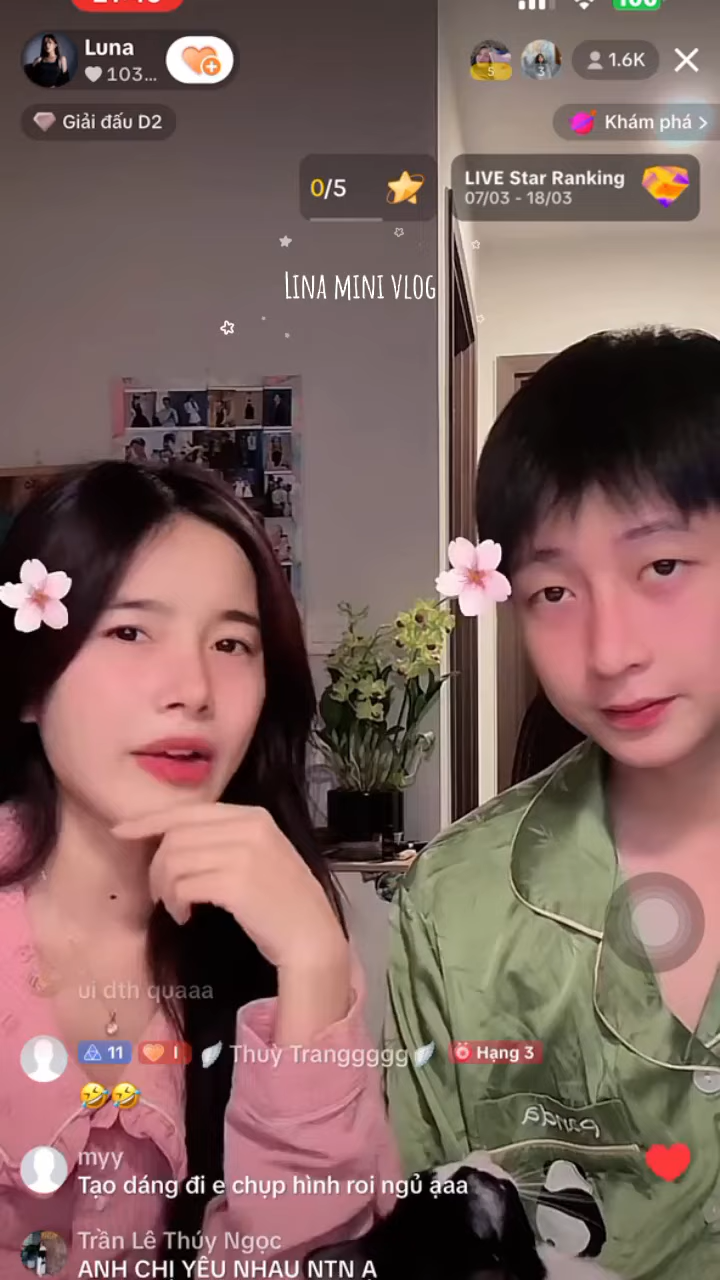 Luna
103...
5
3
1.6K
Giải đấu D2
Khám phá >
0/5
LIVE Star Ranking
07/03 - 18/03
LINA MINI VLOG
ui dth quaaa
11
I
Thuỳ Tranggggg
Hạng 3
panda
myy
Tạo dáng đi e chụp hình roi ngủ ạaa
Trần Lê Thúy Ngọc
ANH CHỊ YÊU NHAU NTN Ạ